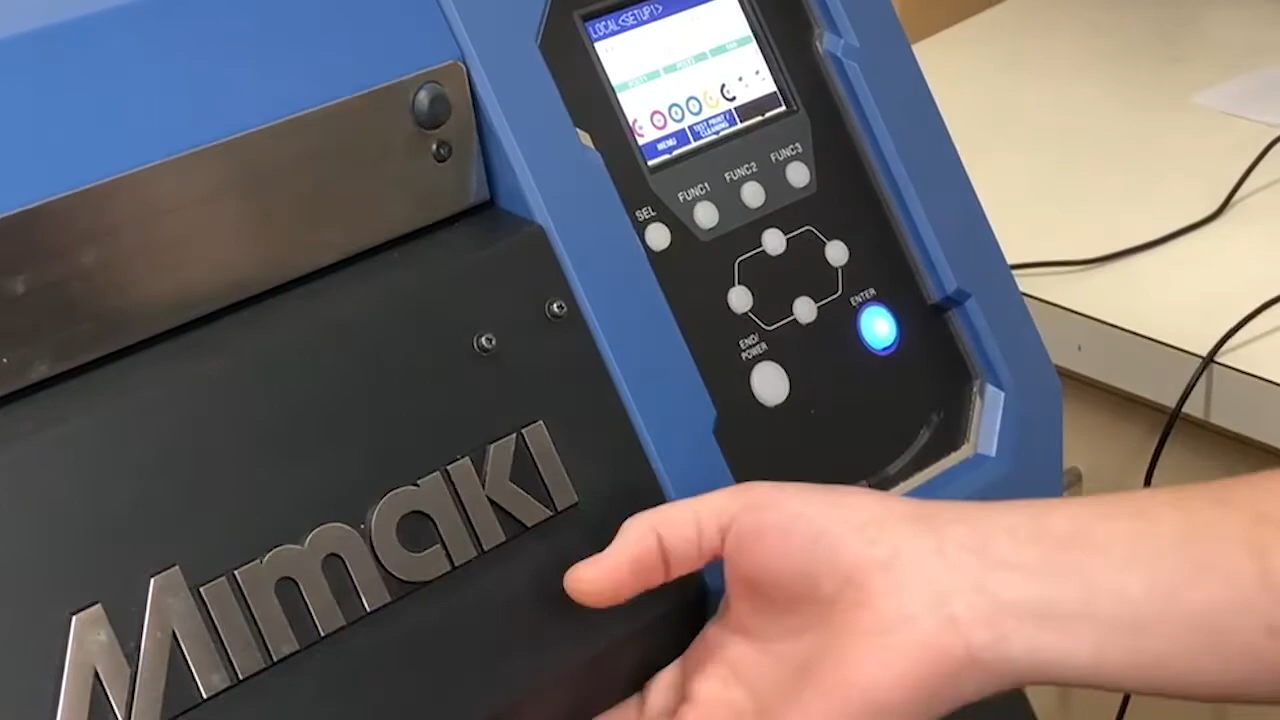 LOCAL<SETUP1>
MENU
TEST PRINT /
CLEANING
SEL
FUNC1
FUNC2
FUNC3
ENTER
END/
POWER
Mimaki